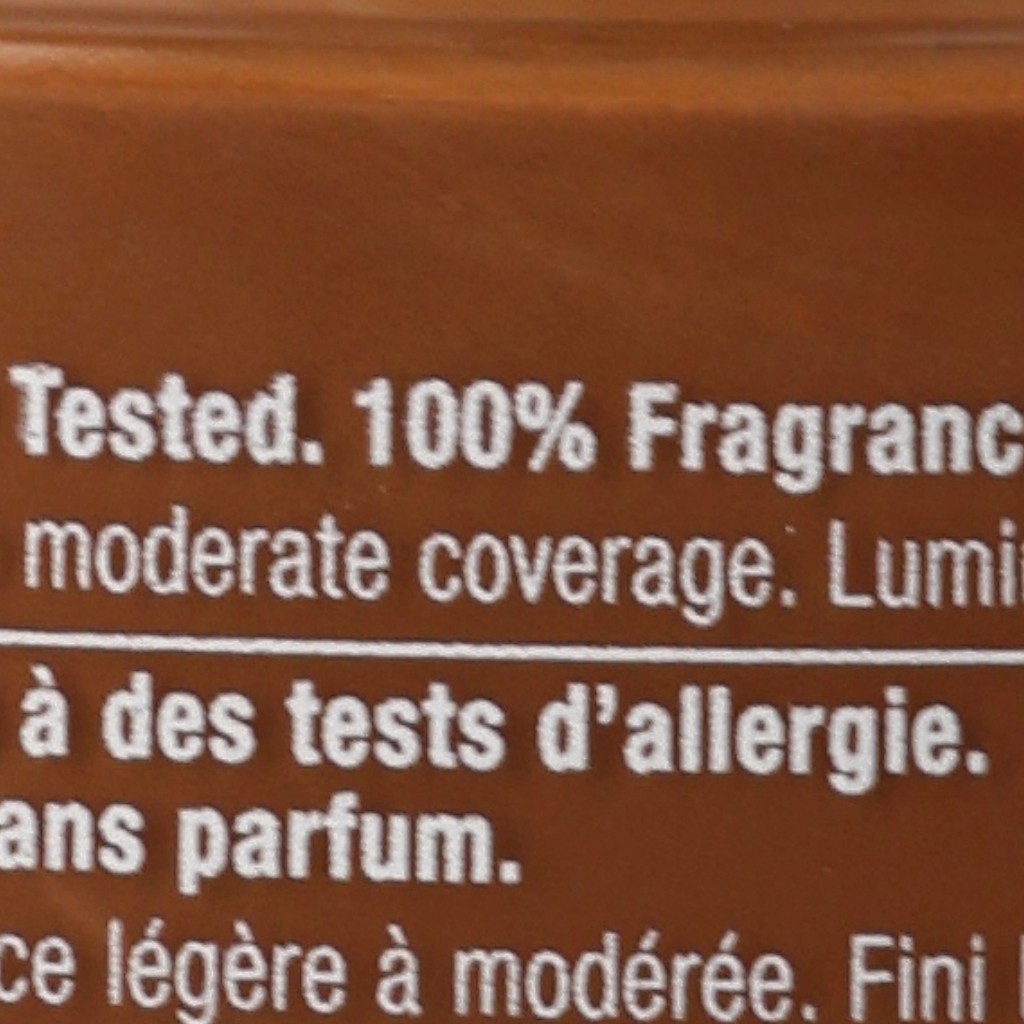 Tested. 100% Fragranc
moderate coverage. Lumi
à des tests d’allergie.
ans parfum.
ce légère à modérée. Fini